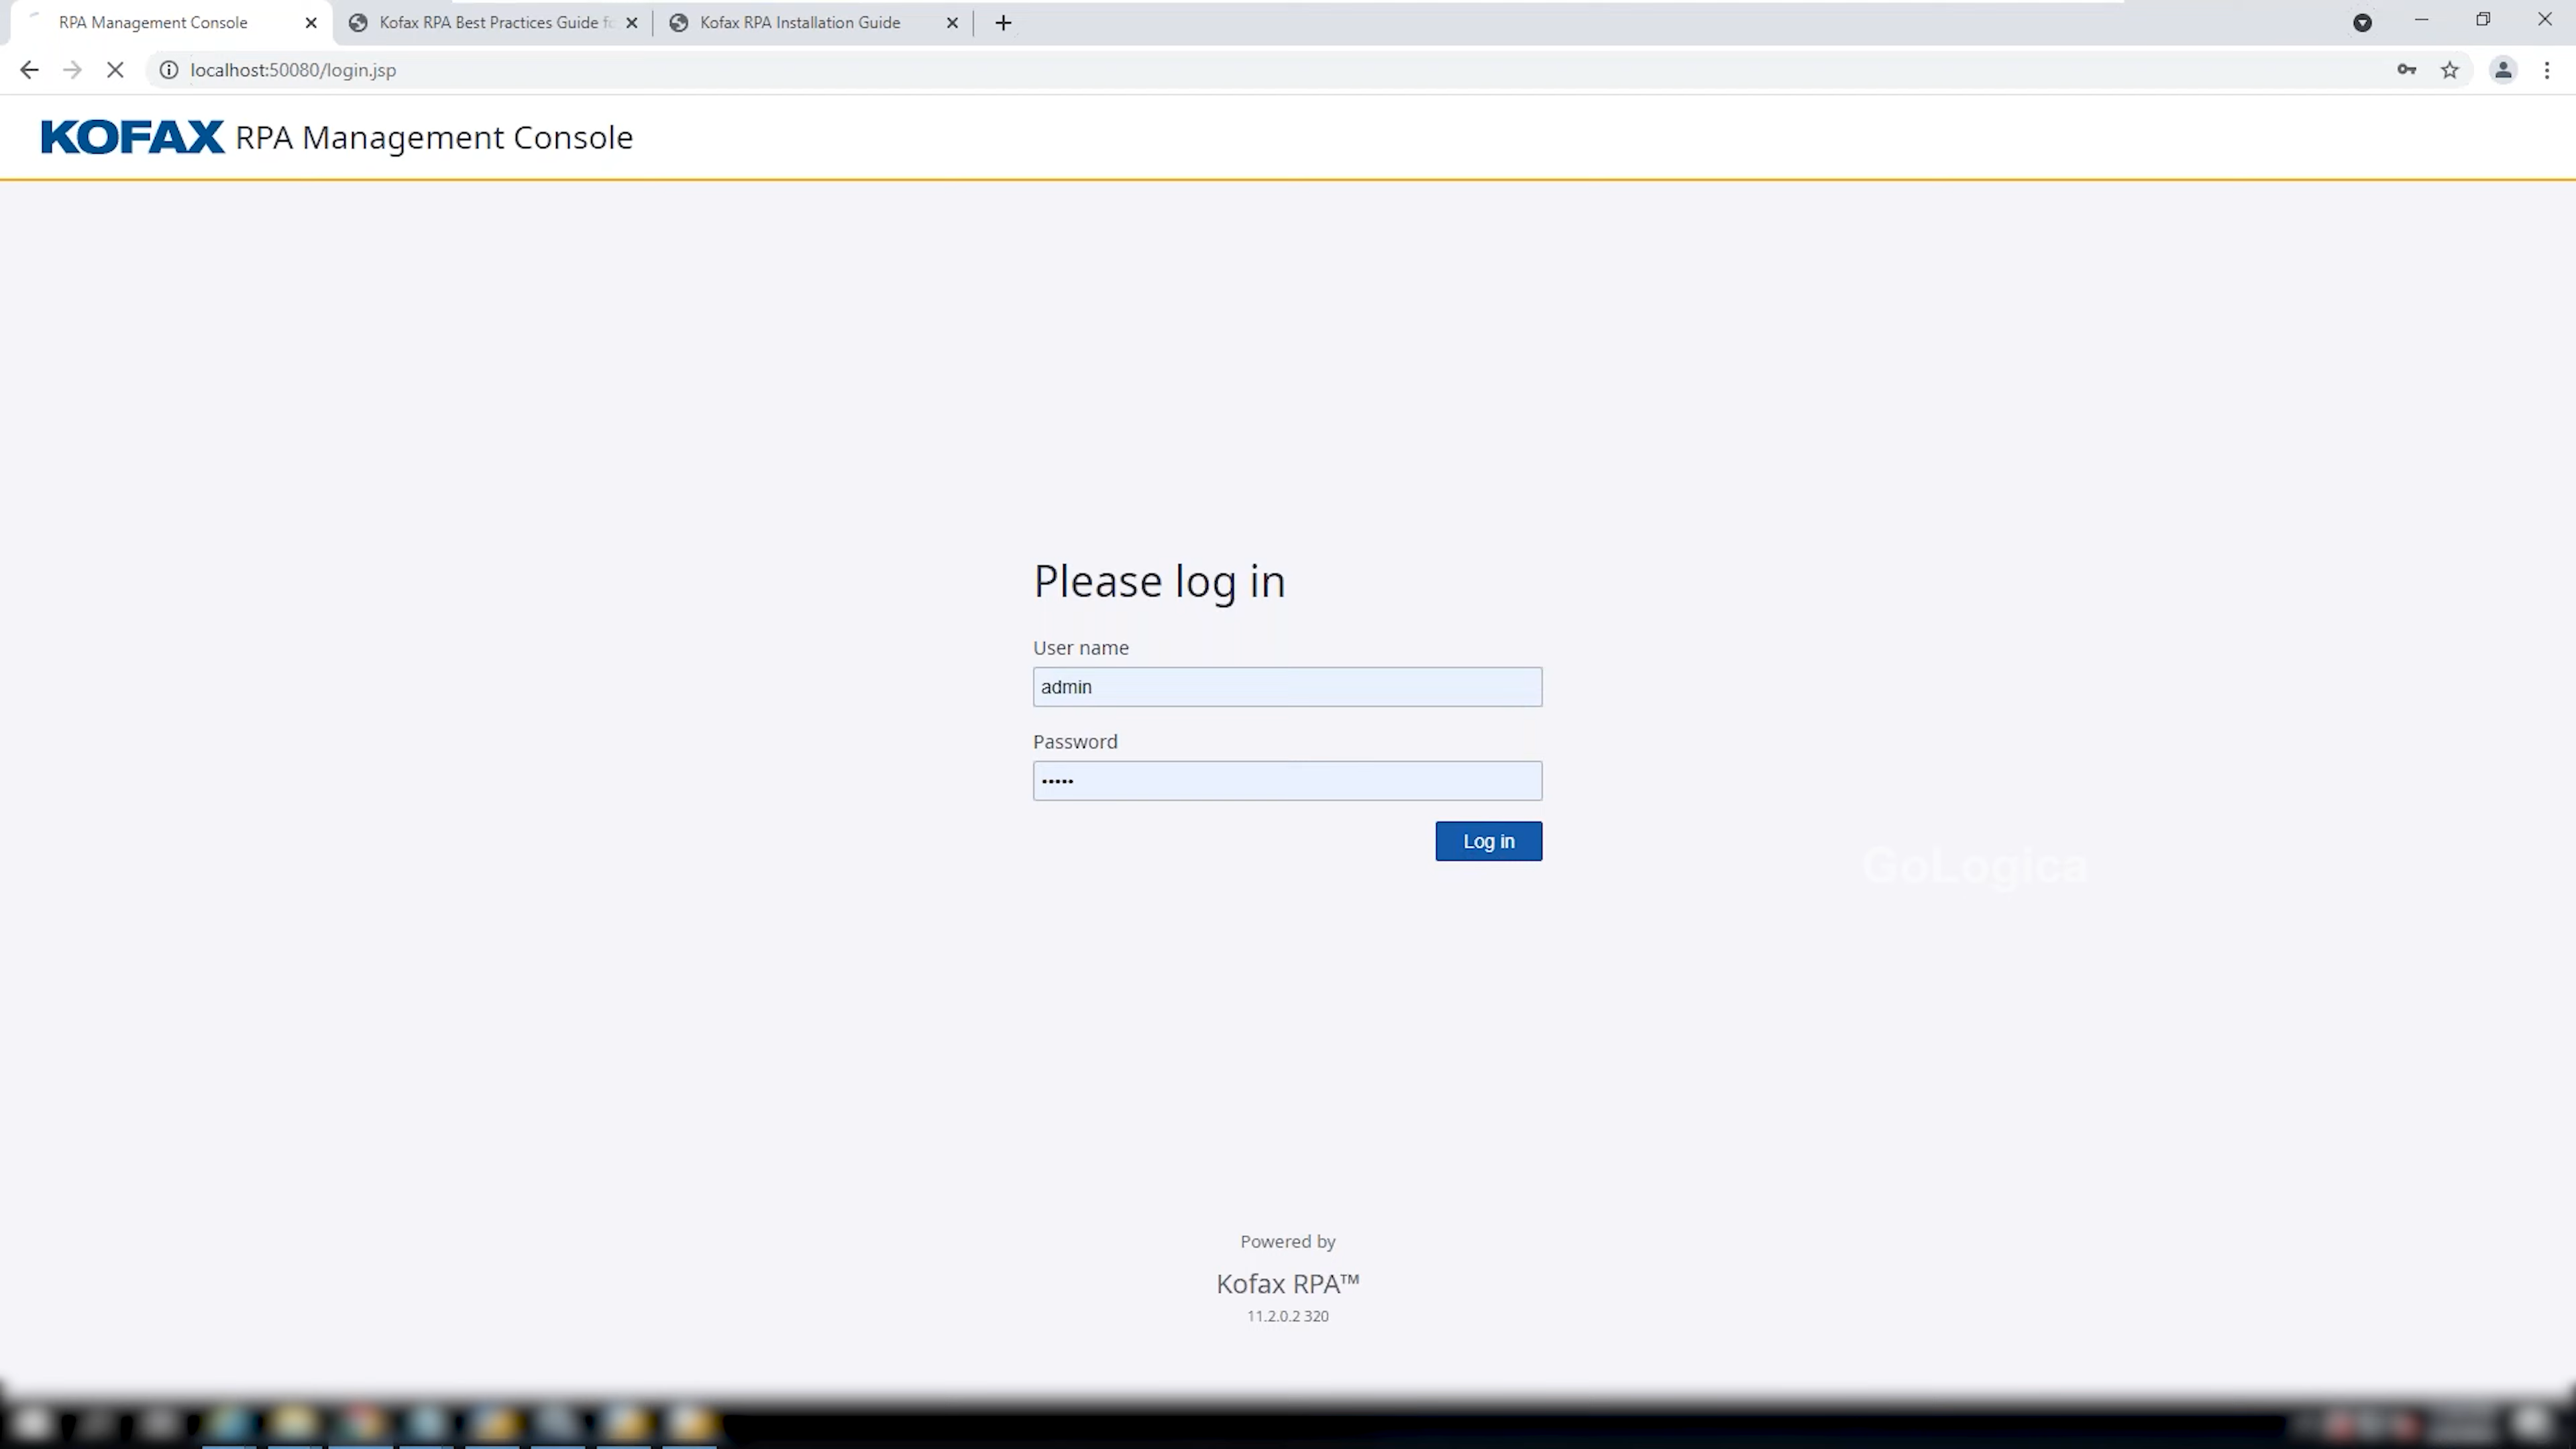 RPA Management Console
Kofax RPA Best Practices Guide fo
Kofax RPA Installation Guide
localhost:50080/login.jsp
KOFAX RPA Management Console
Please log in
User name
admin
Password
•••••
Log in
GoLogica
Powered by
Kofax RPA™
11.2.0.2 320